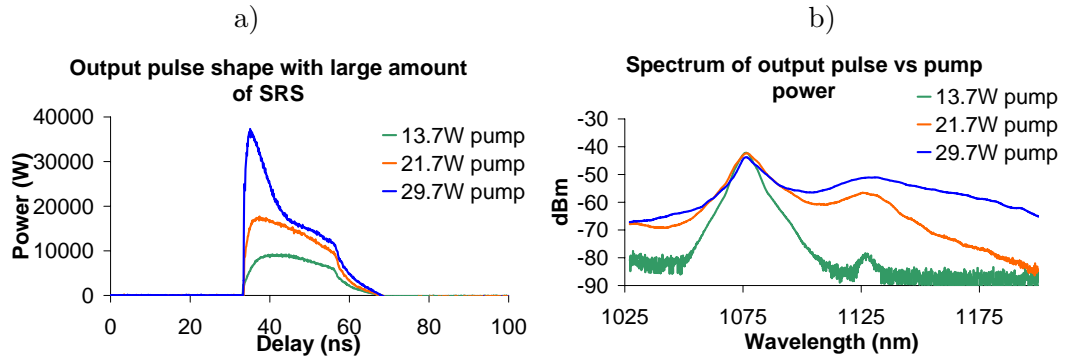 a)
Output pulse shape with large amount
of SRS
40000
30000
20000
10000
0
Power (W)
13.7W pump
21.7W pump
29.7W pump
0 20 40 60 80 100
Delay (ns)
b)
Spectrum of output pulse vs pump
power
13.7W pump
21.7W pump
29.7W pump
-30
-40
-50
-60
-70
-80
-90
dBm
1025 1075 1125 1175
Wavelength (nm)